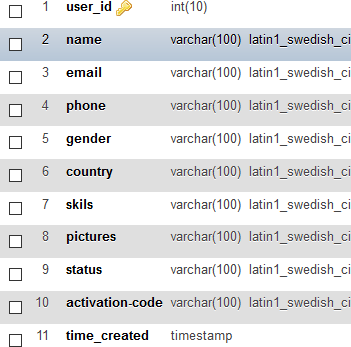 1 user_id int(10)
2 name varchar(100) latin1_swedish_ci
3 email varchar(100) latin1_swedish_ci
4 phone varchar(100) latin1_swedish_ci
5 gender varchar(100) latin1_swedish_ci
6 country varchar(100) latin1_swedish_ci
7 skils varchar(100) latin1_swedish_ci
8 pictures varchar(100) latin1_swedish_ci
9 status varchar(100) latin1_swedish_ci
10 activation-code varchar(100) latin1_swedish_ci
11 time_created timestamp